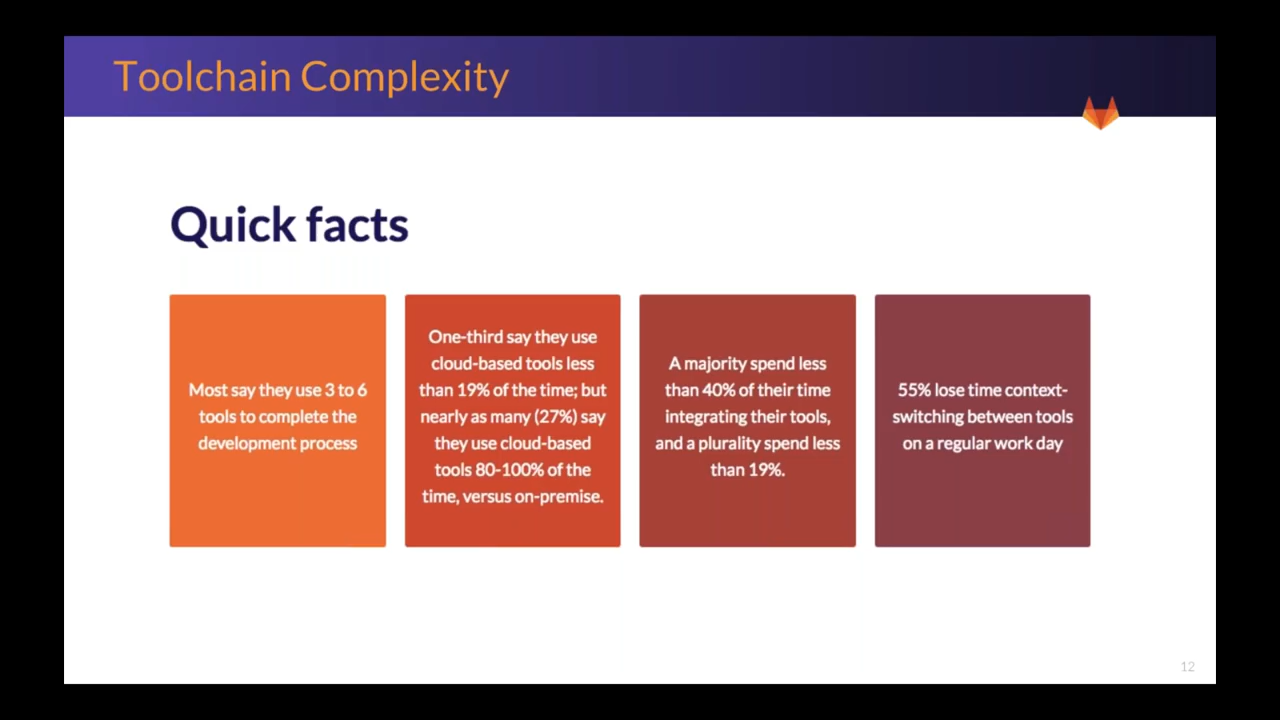 Toolchain Complexity
Quick facts
Most say they use 3 to 6
tools to complete the
development process
One-third say they use
cloud-based tools less
than 19% of the time; but
nearly as many (27%) say
they use cloud-based
tools 80-100% of the
time, versus on-premise.
A majority spend less
than 40% of their time
integrating their tools,
and a plurality spend less
than 19%.
55% lose time context-
switching between tools
on a regular work day
12